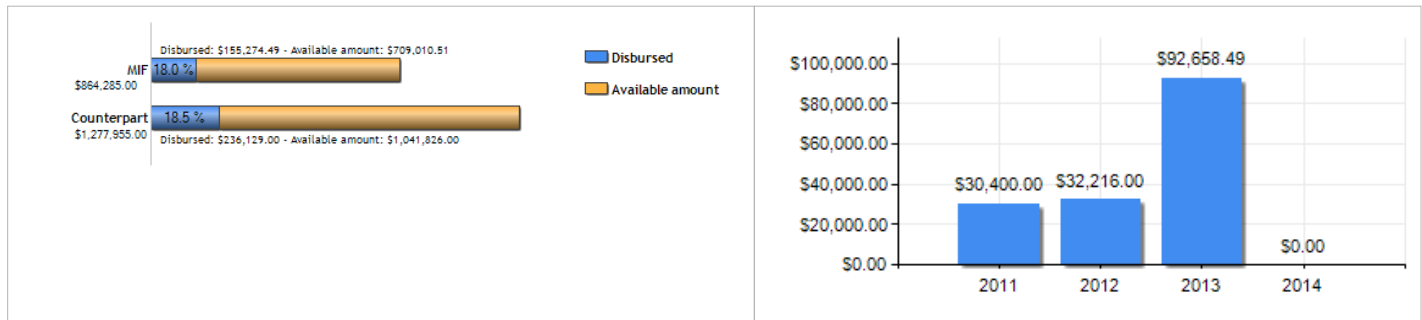 Disbursed: $155,274.49 - Available amount: $709,010.51
MIF 18.0 %
$864,285.00
Counterpart 18.5 %
$1,277,955.00
Disbursed: $236,129.00 - Available amount: $1,041,826.00
Disbursed
Available amount
$100,000.00
$80,000.00
$60,000.00
$40,000.00
$20,000.00
$0.00
$30,400.00
$32,216.00
$92,658.49
$0.00
2011 2012 2013 2014